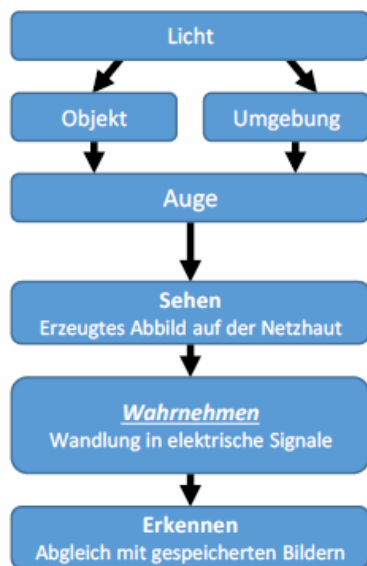 Licht
Objekt
Umgebung
Auge
Sehen
Erzeugtes Abbild auf der Netzhaut
Wahrnehmen
Wandlung in elektrische Signale
Erkennen
Abgleich mit gespeicherten Bildern